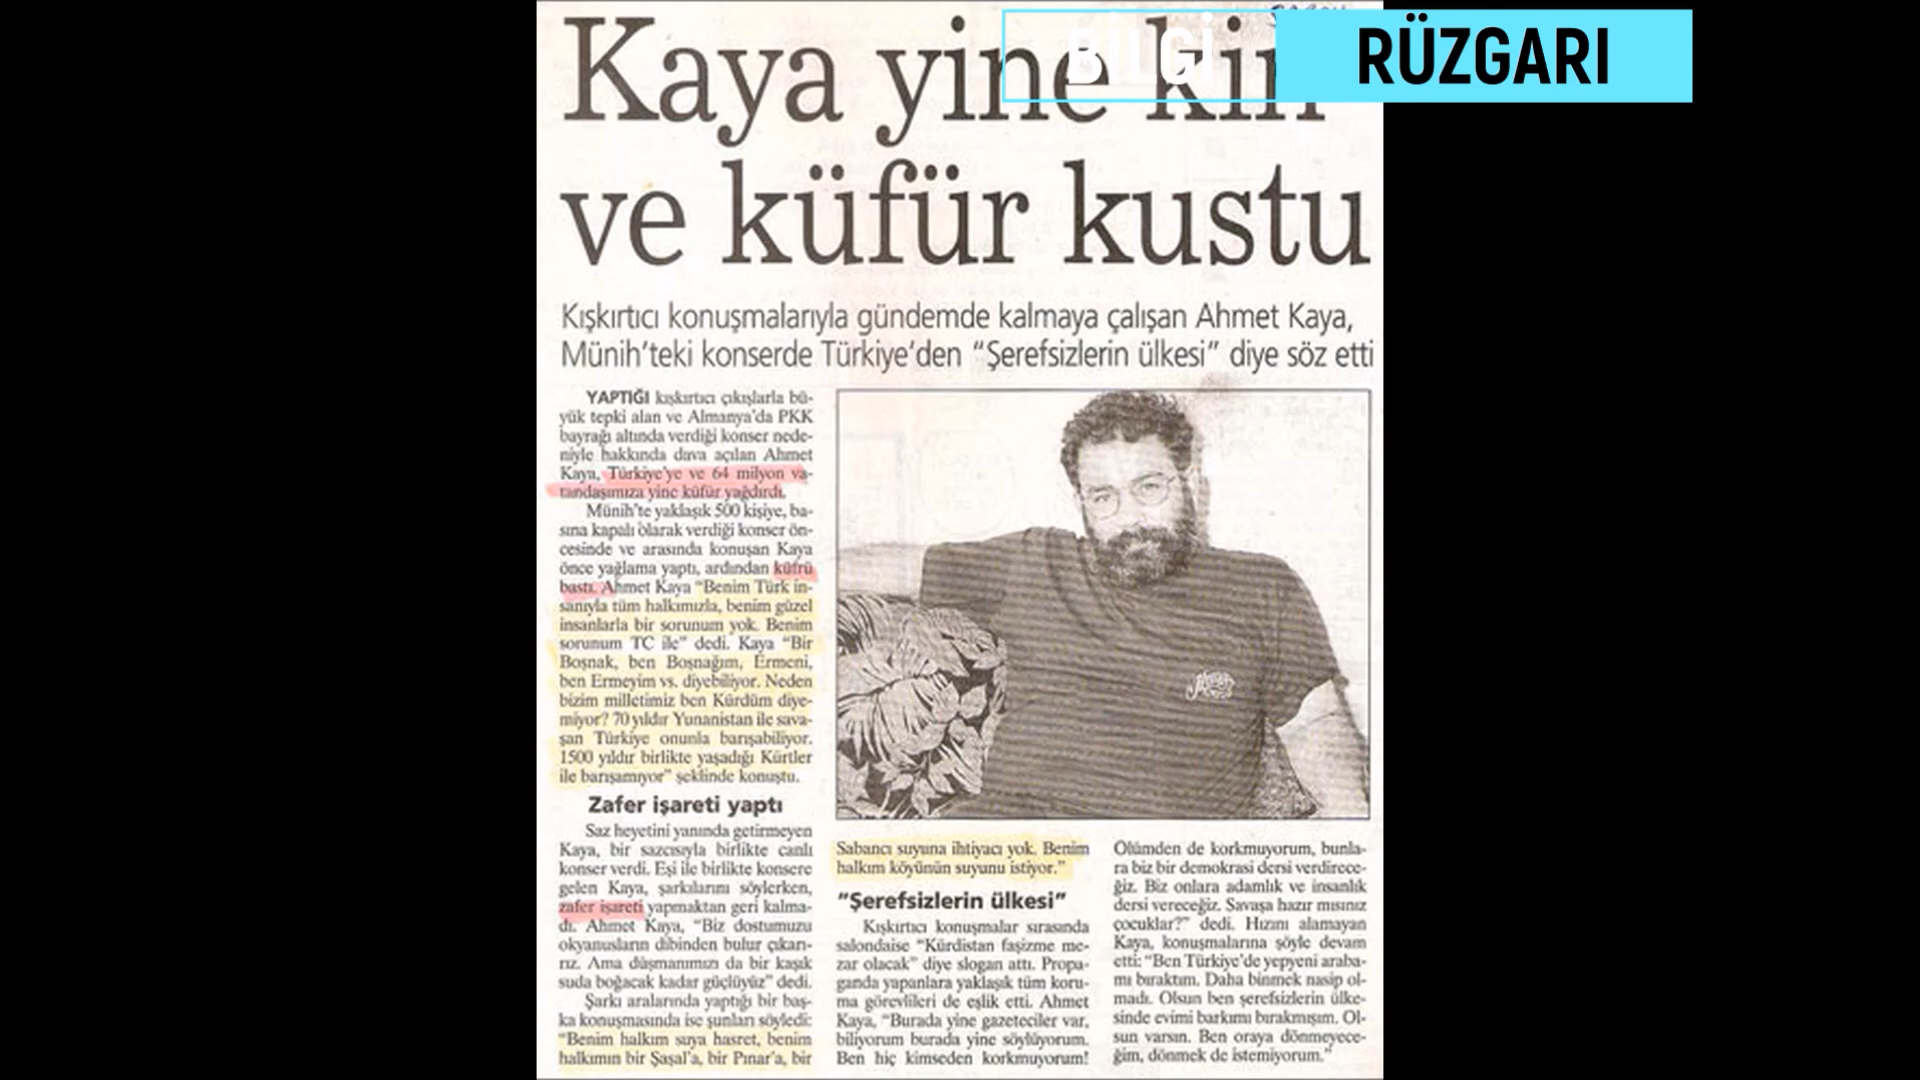 BİLGİ RÜZGARI
Kaya yine kin
ve küfür kustu
Kışkırtıcı konuşmalarıyla gündemde kalmaya çalışan Ahmet Kaya,
Münih'teki konserde Türkiye'den “Şerefsizlerin ülkesi” diye söz etti
YAPTIĞI kışkırtıcı çıkışlarla bü-
yük tepki alan ve Almanya'da PKK
bayrağı altında verdiği konser nede-
niyle hakkında dava açılan Ahmet
Kaya, Türkiye'ye ve 64 milyon va-
tandaşımıza yine küfür yağdırdı.
Münih'te yaklaşık 500 kişiye, ba-
sına kapalı olarak verdiği konser ön-
cesinde ve arasında konuşan Kaya
önce yağlama yaptı, ardından küfrü
bastı. Ahmet Kaya “Benim Türk in-
sanıyla tüm halkımızla, benim güzel
insanlarla bir sorunum yok. Benim
sorunum TC ile” dedi. Kaya “Bir
Boşnak, ben Boşnağım, Ermeni,
ben Ermeyim vs. diyebiliyor. Neden
bizim milletimiz ben Kürdüm diye-
miyor? 70 yıldır Yunanistan ile sava-
şan Türkiye onunla barışabiliyor.
1500 yıldır birlikte yaşadığı Kürtler
ile barışamıyor” şeklinde konuştu.
Zafer işareti yaptı
Saz heyetini yanında getirmeyen
Kaya, bir sazcısıyla birlikte canlı
konser verdi. Eşi ile birlikte konsere
gelen Kaya, şarkılarını söylerken,
zafer işareti yapmaktan geri kalma-
dı. Ahmet Kaya, “Biz dostumuzu
okyanusların dibinden bulur çıkarı-
rız. Ama düşmanımızı da bir kaşık
suda boğacak kadar güçlüyüz” dedi.
Şarkı aralarında yaptığı bir baş-
ka konuşmasında ise şunları söyledi:
“Benim halkım suya hasret, benim
halkımın bir Şaşal'a, bir Pınar'a, bir
Sabancı suyuna ihtiyacı yok. Benim
halkım köyünün suyunu istiyor.”
“Şerefsizlerin ülkesi”
Kışkırtıcı konuşmalar sırasında
salondaise “Kürdistan faşizme me-
zar olacak” diye slogan attı. Propa-
ganda yapanlara yaklaşık tüm koru-
ma görevlileri de eşlik etti. Ahmet
Kaya, “Burada yine gazeteciler var,
biliyorum burada yine söylüyorum.
Ben hiç kimseden korkmuyorum!
Ölümden de korkmuyorum, bunla-
ra biz bir demokrasi dersi verdirece-
ğiz. Biz onlara adamlık ve insanlık
dersi vereceğiz. Savaşa hazır mısınız
çocuklar?” dedi. Hızını alamayan
Kaya, konuşmalarına şöyle devam
etti: “Ben Türkiye'de yepyeni araba-
mı bıraktım. Daha binmek nasip ol-
madı. Olsun ben şerefsizlerin ülke-
sinde evimi barkımı bırakmışım. Ol-
sun varsın. Ben oraya dönmeyece-
ğim, dönmek de istemiyorum.”